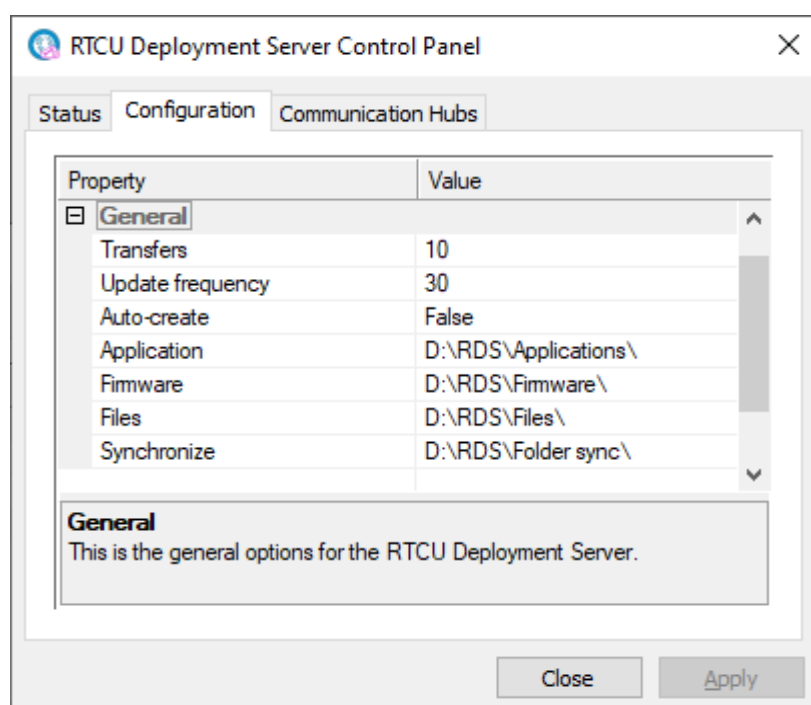 RTCU Deployment Server Control Panel
Status Configuration Communication Hubs
Property Value
General
Transfers 10
Update frequency 30
Auto-create False
Application D:\RDS\Applications\
Firmware D:\RDS\Firmware\
Files D:\RDS\Files\
Synchronize D:\RDS\Folder sync\
General
This is the general options for the RTCU Deployment Server.
Close Apply